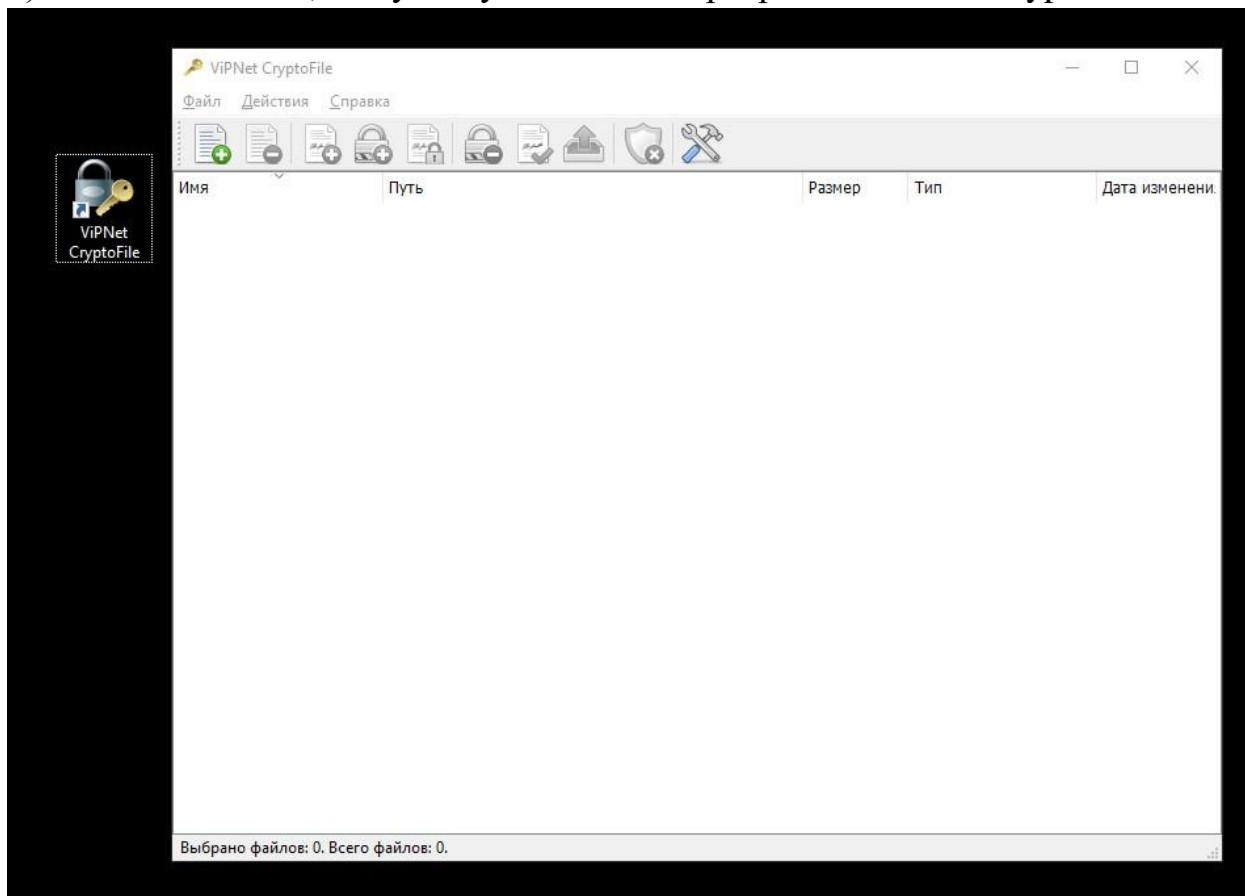 ViPNet CryptoFile
Файл Действия Справка
Имя Путь Размер Тип Дата изменени
ViPNet
CryptoFile
Выбрано файлов: 0. Всего файлов: 0.